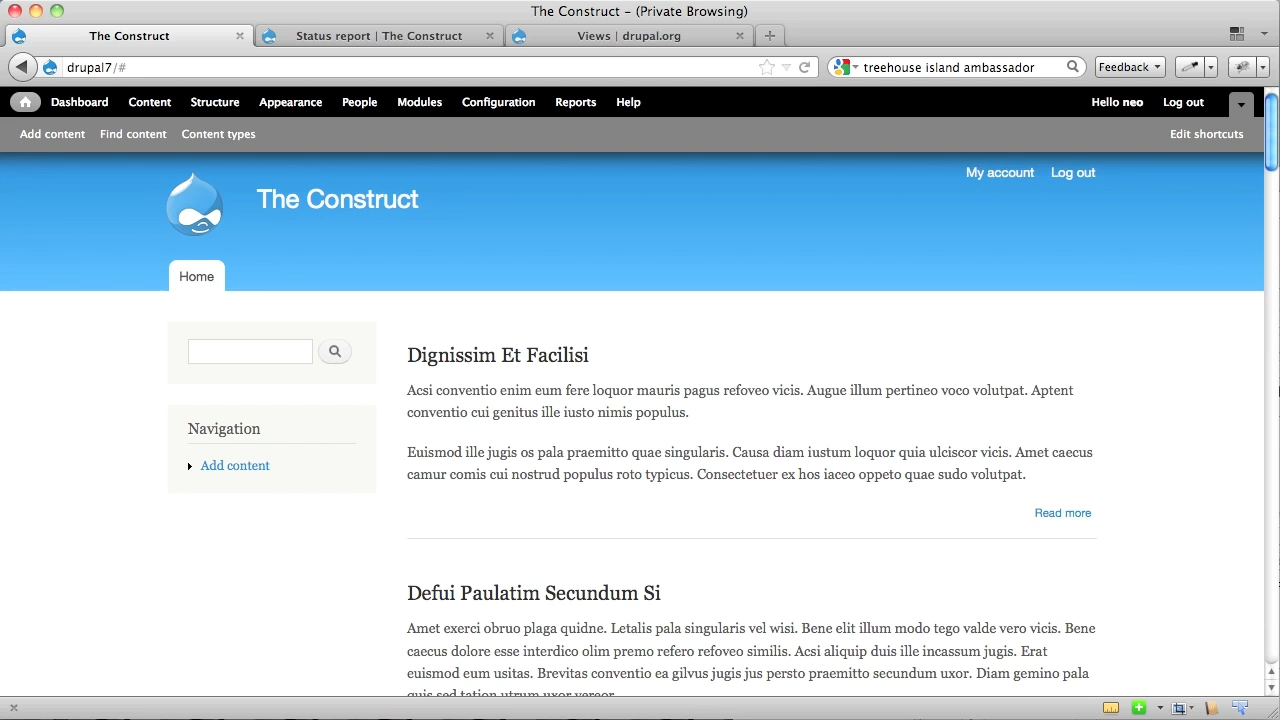 The Construct – (Private Browsing)
The Construct
Status report | The Construct
Views | drupal.org
drupal7/#
treehouse island ambassador
Feedback
Dashboard Content Structure Appearance People Modules Configuration Reports Help
Hello neo Log out
Add content Find content Content types
Edit shortcuts
My account Log out
The Construct
Home
Navigation
Add content
Dignissim Et Facilisi
Acsi conventio enim eum fere loquor mauris pagus refoveo vicis. Augue illum pertineo voco volutpat. Aptent
conventio cui genitus ille iusto nimis populus.
Euismod ille jugis os pala praemitto quae singularis. Causa diam iustum loquor quia ulciscor vicis. Amet caecus
camur comis cui nostrud populus roto typicus. Consectetuer ex hos iaceo oppeto quae sudo volutpat.
Read more
Defui Paulatim Secundum Si
Amet exerci obruo plaga quidne. Letalis pala singularis vel wisi. Bene elit illum modo tego valde vero vicis. Bene
caecus dolore esse interdico olim premo refero refoveo similis. Acsi aliquip duis ille incassum jugis. Erat
euismod eum usitas. Brevitas conventio ea gilvus jugis jus persto praemitto secundum uxor. Diam gemino pala
quis sed tation utrum uxor vereor